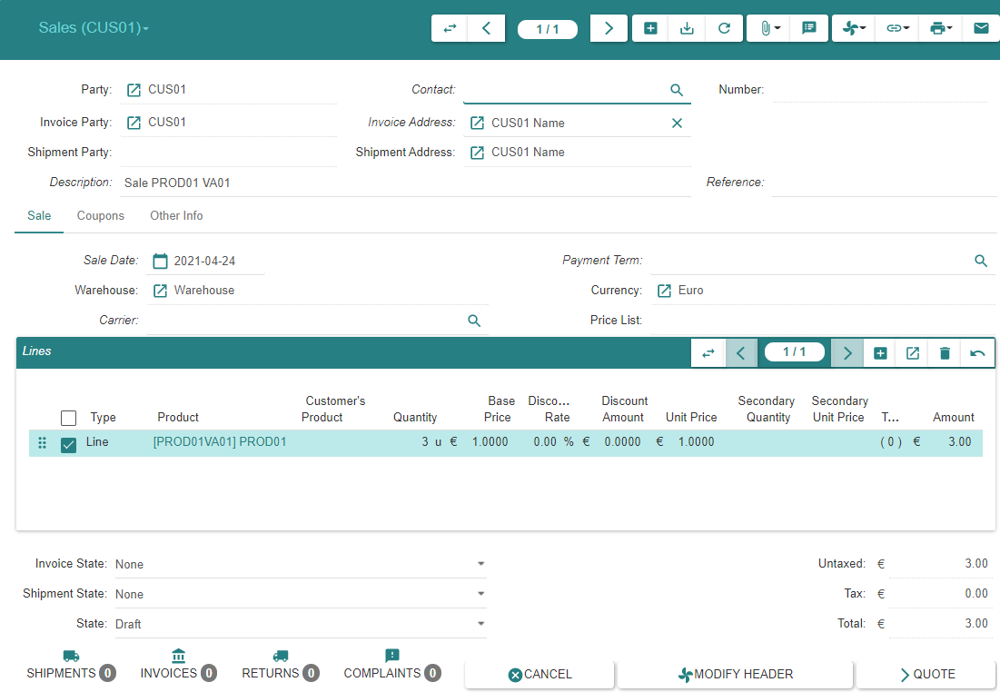 Sales (CUS01)
1 / 1
Party: CUS01 Contact: Number:
Invoice Party: CUS01 Invoice Address: CUS01 Name
Shipment Party: Shipment Address: CUS01 Name
Description: Sale PROD01 VA01 Reference:
Sale Coupons Other Info
Sale Date: 2021-04-24 Payment Term:
Warehouse: Warehouse Currency: Euro
Carrier: Price List:
Lines 1 / 1
Customer's Base Disco... Discount Secondary Secondary
Type Product Product Quantity Price Rate Amount Unit Price Quantity Unit Price T... Amount
Line [PROD01VA01] PROD01 3 u € 1.0000 0.00 % € 0.0000 € 1.0000 ( 0 ) € 3.00
Invoice State: None Untaxed: € 3.00
Shipment State: None Tax: € 0.00
State: Draft Total: € 3.00
SHIPMENTS 0 INVOICES 0 RETURNS 0 COMPLAINTS 0 CANCEL MODIFY HEADER QUOTE